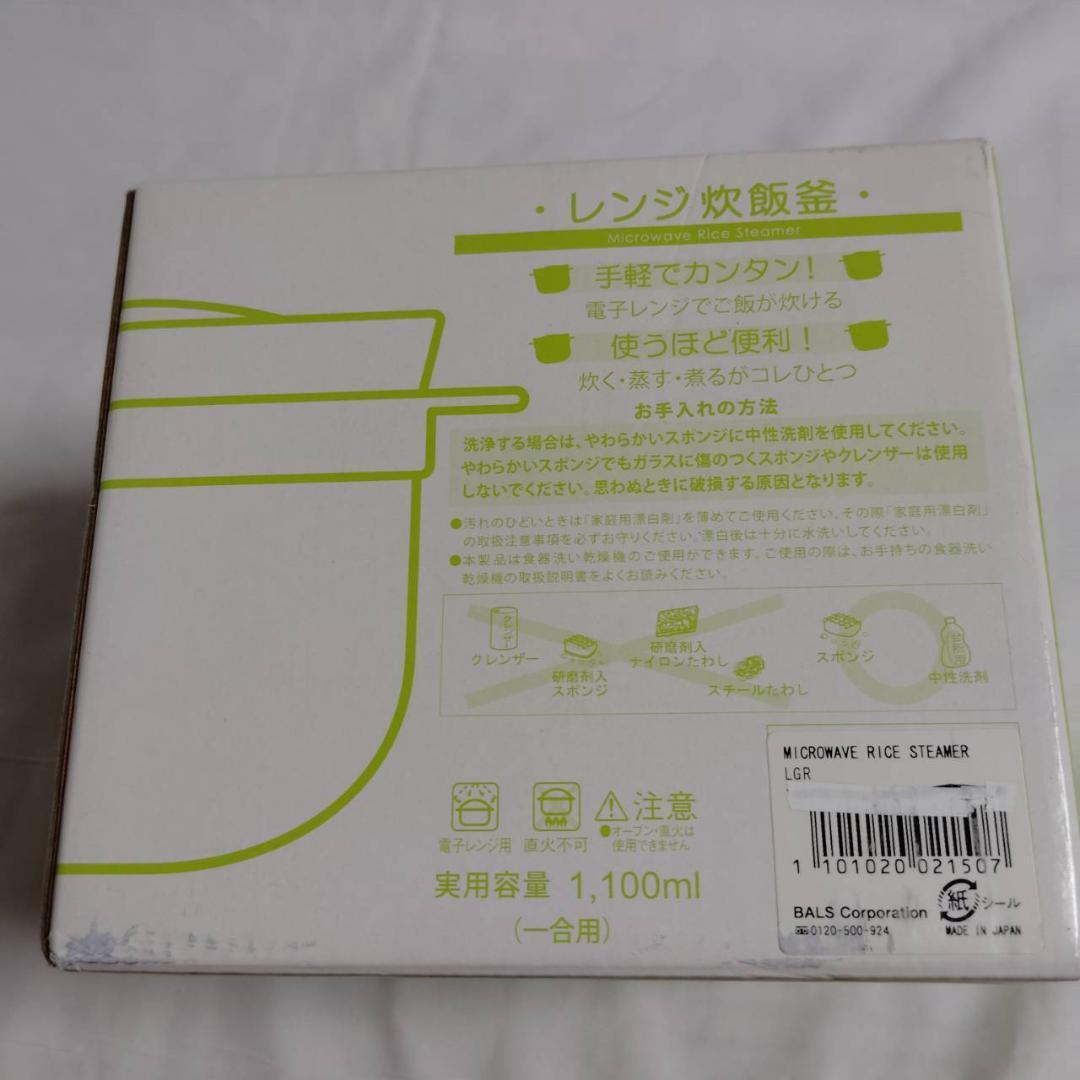 ・レンジ炊飯釜・
Microwave Rice Steamer
手軽でカンタン！
電子レンジでご飯が炊ける
使うほど便利！
炊く・蒸す・煮るがコレひとつ
お手入れの方法
洗浄する場合は、やわらかいスポンジに中性洗剤を使用してください。
やわらかいスポンジでもガラスに傷のつくスポンジやクレンザーは使用
しないでください。思わぬときに破損する原因となります。
●汚れのひどいときは「家庭用漂白剤」を薄めてご使用ください。その際「家庭用漂白剤」
の取扱注意事項を必ずお守りください。漂白後は十分に水洗いしてください。
●本製品は食器洗い乾燥機のご使用ができます。ご使用の際は、お手持ちの食器洗い
乾燥機の取扱説明書をよくお読みください。
クレンザー
クレンザー
研磨剤入
スポンジ
研磨剤入
ナイロンたわし
スチールたわし
スポンジ
台所用
中性洗剤
電子レンジ用
直火不可
注意
●オーブン・直火は
使用できません
実用容量 1,100ml
(一合用)
MICROWAVE RICE STEAMER
LGR
1 101020 021507
BALS Corporation
紙 シール
0120-500-924
MADE IN JAPAN